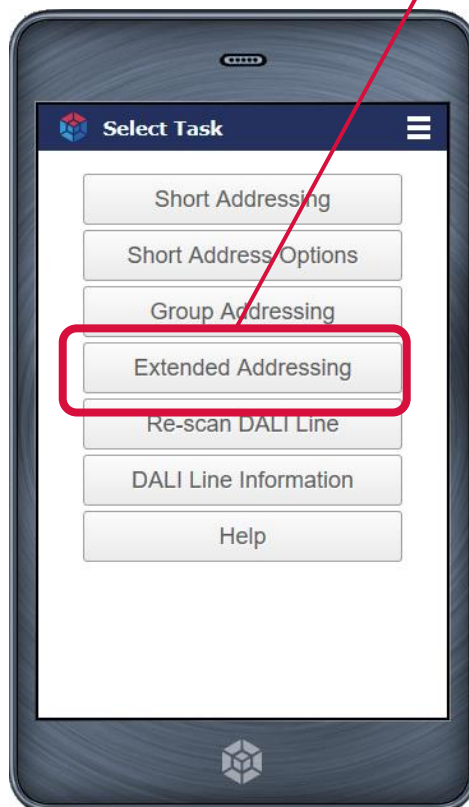 Select Task
Short Addressing
Short Address Options
Group Addressing
Extended Addressing
Re-scan DALI Line
DALI Line Information
Help